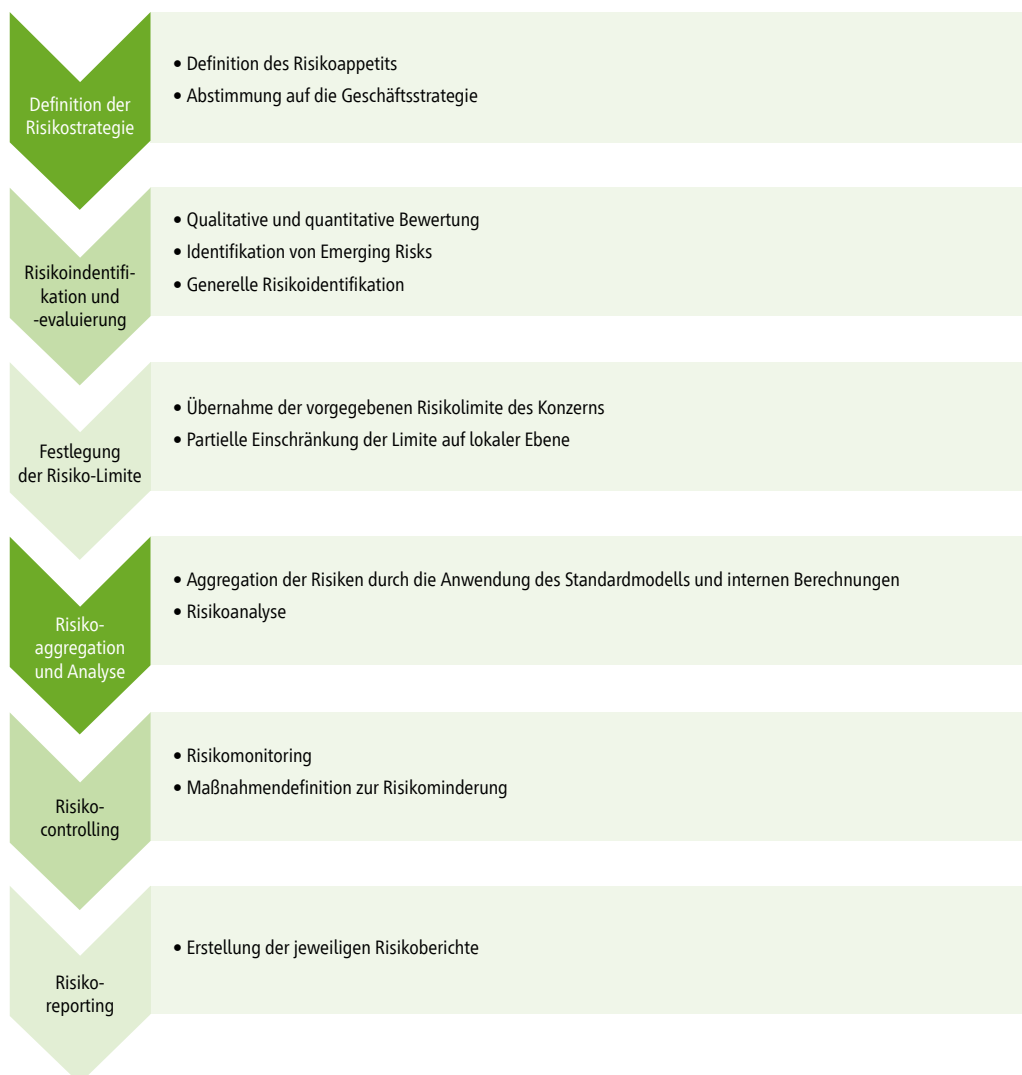 Definition der
Risikostrategie
• Definition des Risikoappetits
• Abstimmung auf die Geschäftsstrategie
Risikoindentifi-
kation und
-evaluierung
• Qualitative und quantitative Bewertung
• Identifikation von Emerging Risks
• Generelle Risikoidentifikation
Festlegung
der Risiko-Limite
• Übernahme der vorgegebenen Risikolimite des Konzerns
• Partielle Einschränkung der Limite auf lokaler Ebene
Risiko-
aggregation
und Analyse
• Aggregation der Risiken durch die Anwendung des Standardmodells und internen Berechnungen
• Risikoanalyse
Risiko-
controlling
• Risikomonitoring
• Maßnahmendefinition zur Risikominderung
Risiko-
reporting
• Erstellung der jeweiligen Risikoberichte